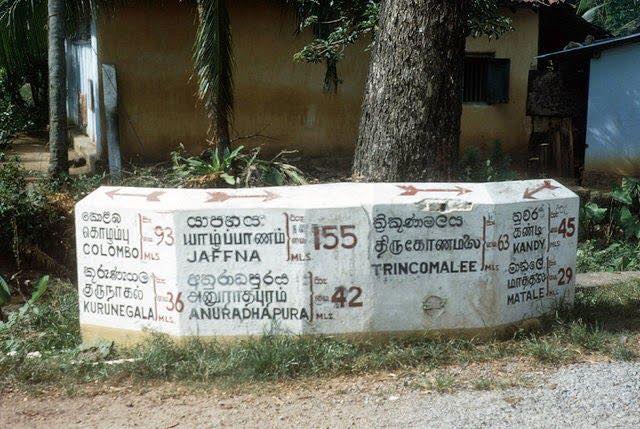 කොළඹ
கொழும்பு 93
COLOMBO MLS.
කුරුණෑගල
குருநாகல் 36
KURUNEGALA MLS.
යාපනය
யாழ்ப்பாணம் 155
JAFFNA MLS.
අනුරාධපුරය
அனுராதபுரம் 42
ANURADHAPURA MLS.
ත්‍රිකුණාමලය
திருகோணமலை 63
TRINCOMALEE MLS
නුවර
கண்டி 45
KANDY MLS
මාතලේ
மாத்தளை 29
MATALE MLS